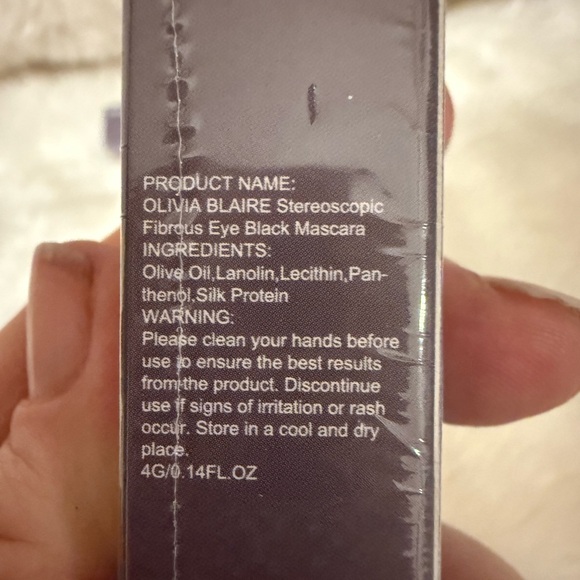 PRODUCT NAME:
OLIVIA BLAIRE Stereoscopic
Fibrous Eye Black Mascara
INGREDIENTS:
Olive Oil,Lanolin,Lecithin,Pan-
thenol,Silk Protein
WARNING:
Please clean your hands before
use to ensure the best results
from the product. Discontinue
use if signs of irritation or rash
occur. Store in a cool and dry
place.
4G/0.14FL.OZ